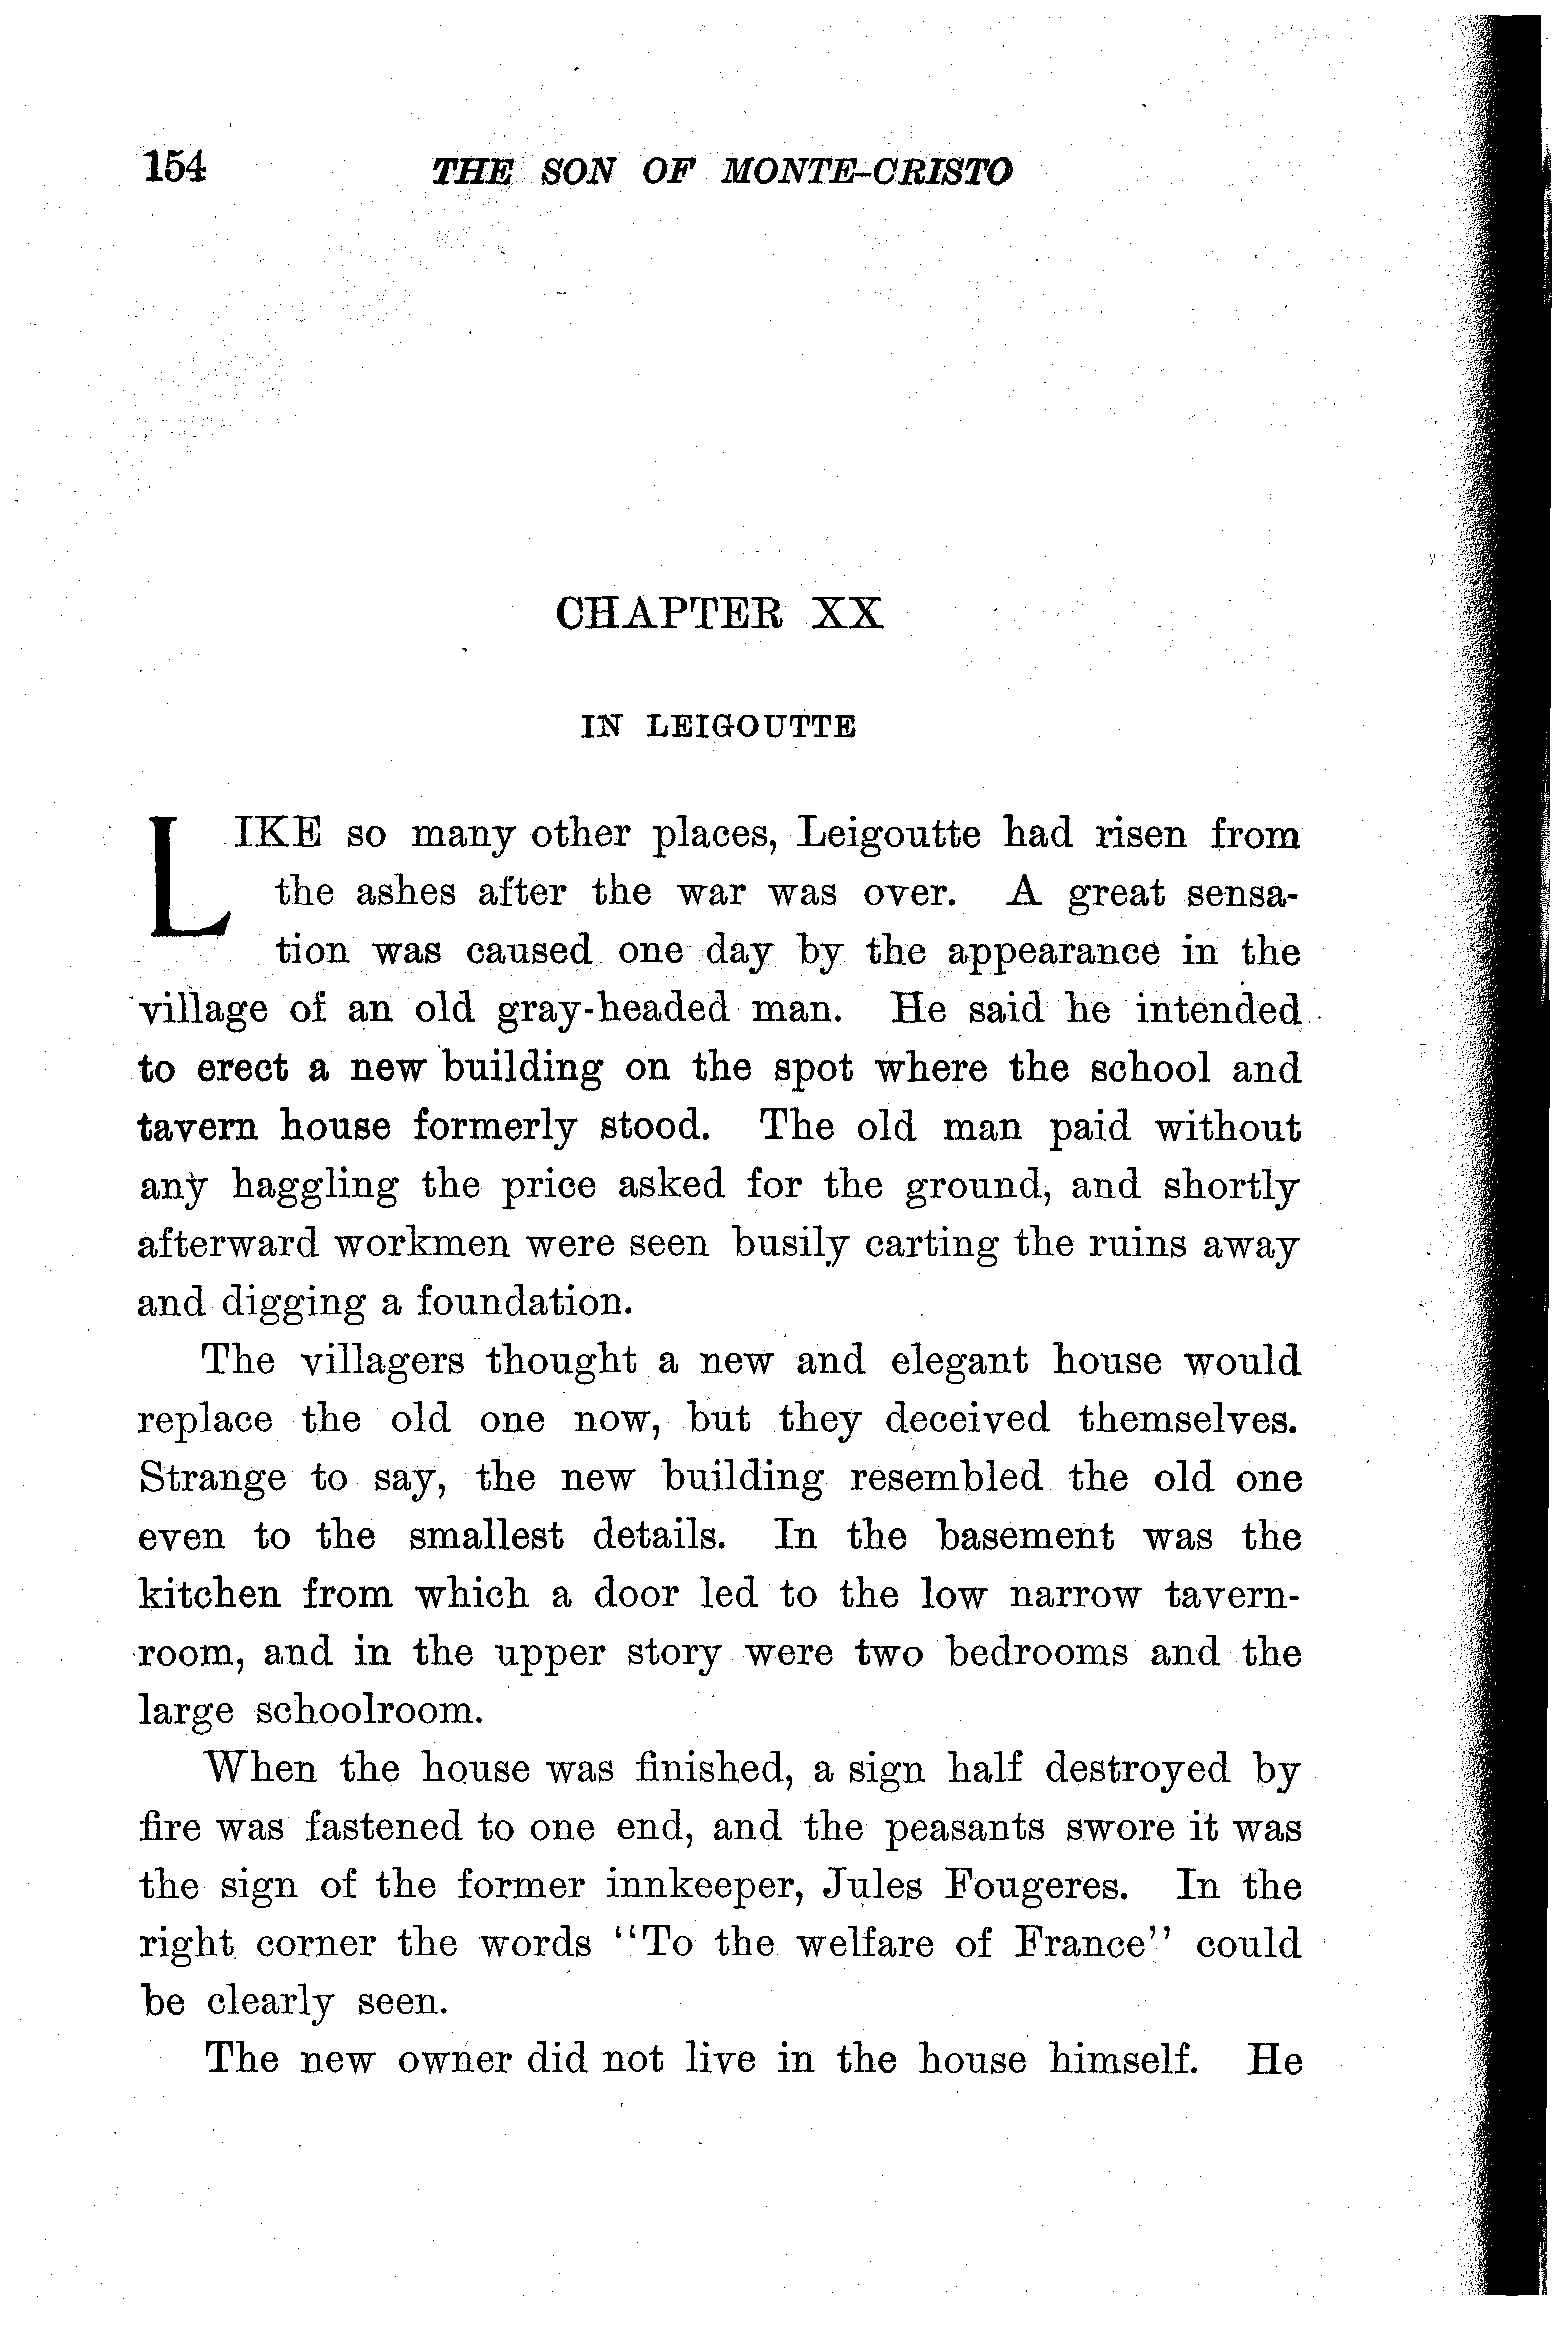 154 THE SON OF MONTE-CRISTO
CHAPTER XX
IN LEIGOUTTE
LIKE so many other places, Leigoutte had risen from
the ashes after the war was over. A great sensa-
tion was caused one day by the appearance in the
village of an old gray-headed man. He said he intended
to erect a new building on the spot where the school and
tavern house formerly stood. The old man paid without
any haggling the price asked for the ground, and shortly
afterward workmen were seen busily carting the ruins away
and digging a foundation.
The villagers thought a new and elegant house would
replace the old one now, but they deceived themselves.
Strange to say, the new building resembled the old one
even to the smallest details. In the basement was the
kitchen from which a door led to the low narrow tavern-
room, and in the upper story were two bedrooms and the
large schoolroom.
When the house was finished, a sign half destroyed by
fire was fastened to one end, and the peasants swore it was
the sign of the former innkeeper, Jules Fougeres. In the
right corner the words "To the welfare of France" could
be clearly seen.
The new owner did not live in the house himself. He